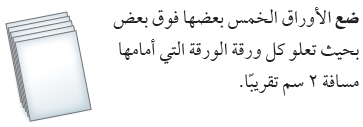 ضع الأوراق الخمس بعضها فوق بعض
بحيث تعلو كل ورقة الورقة التي أمامها
مسافة ٢ سم تقريبًا.